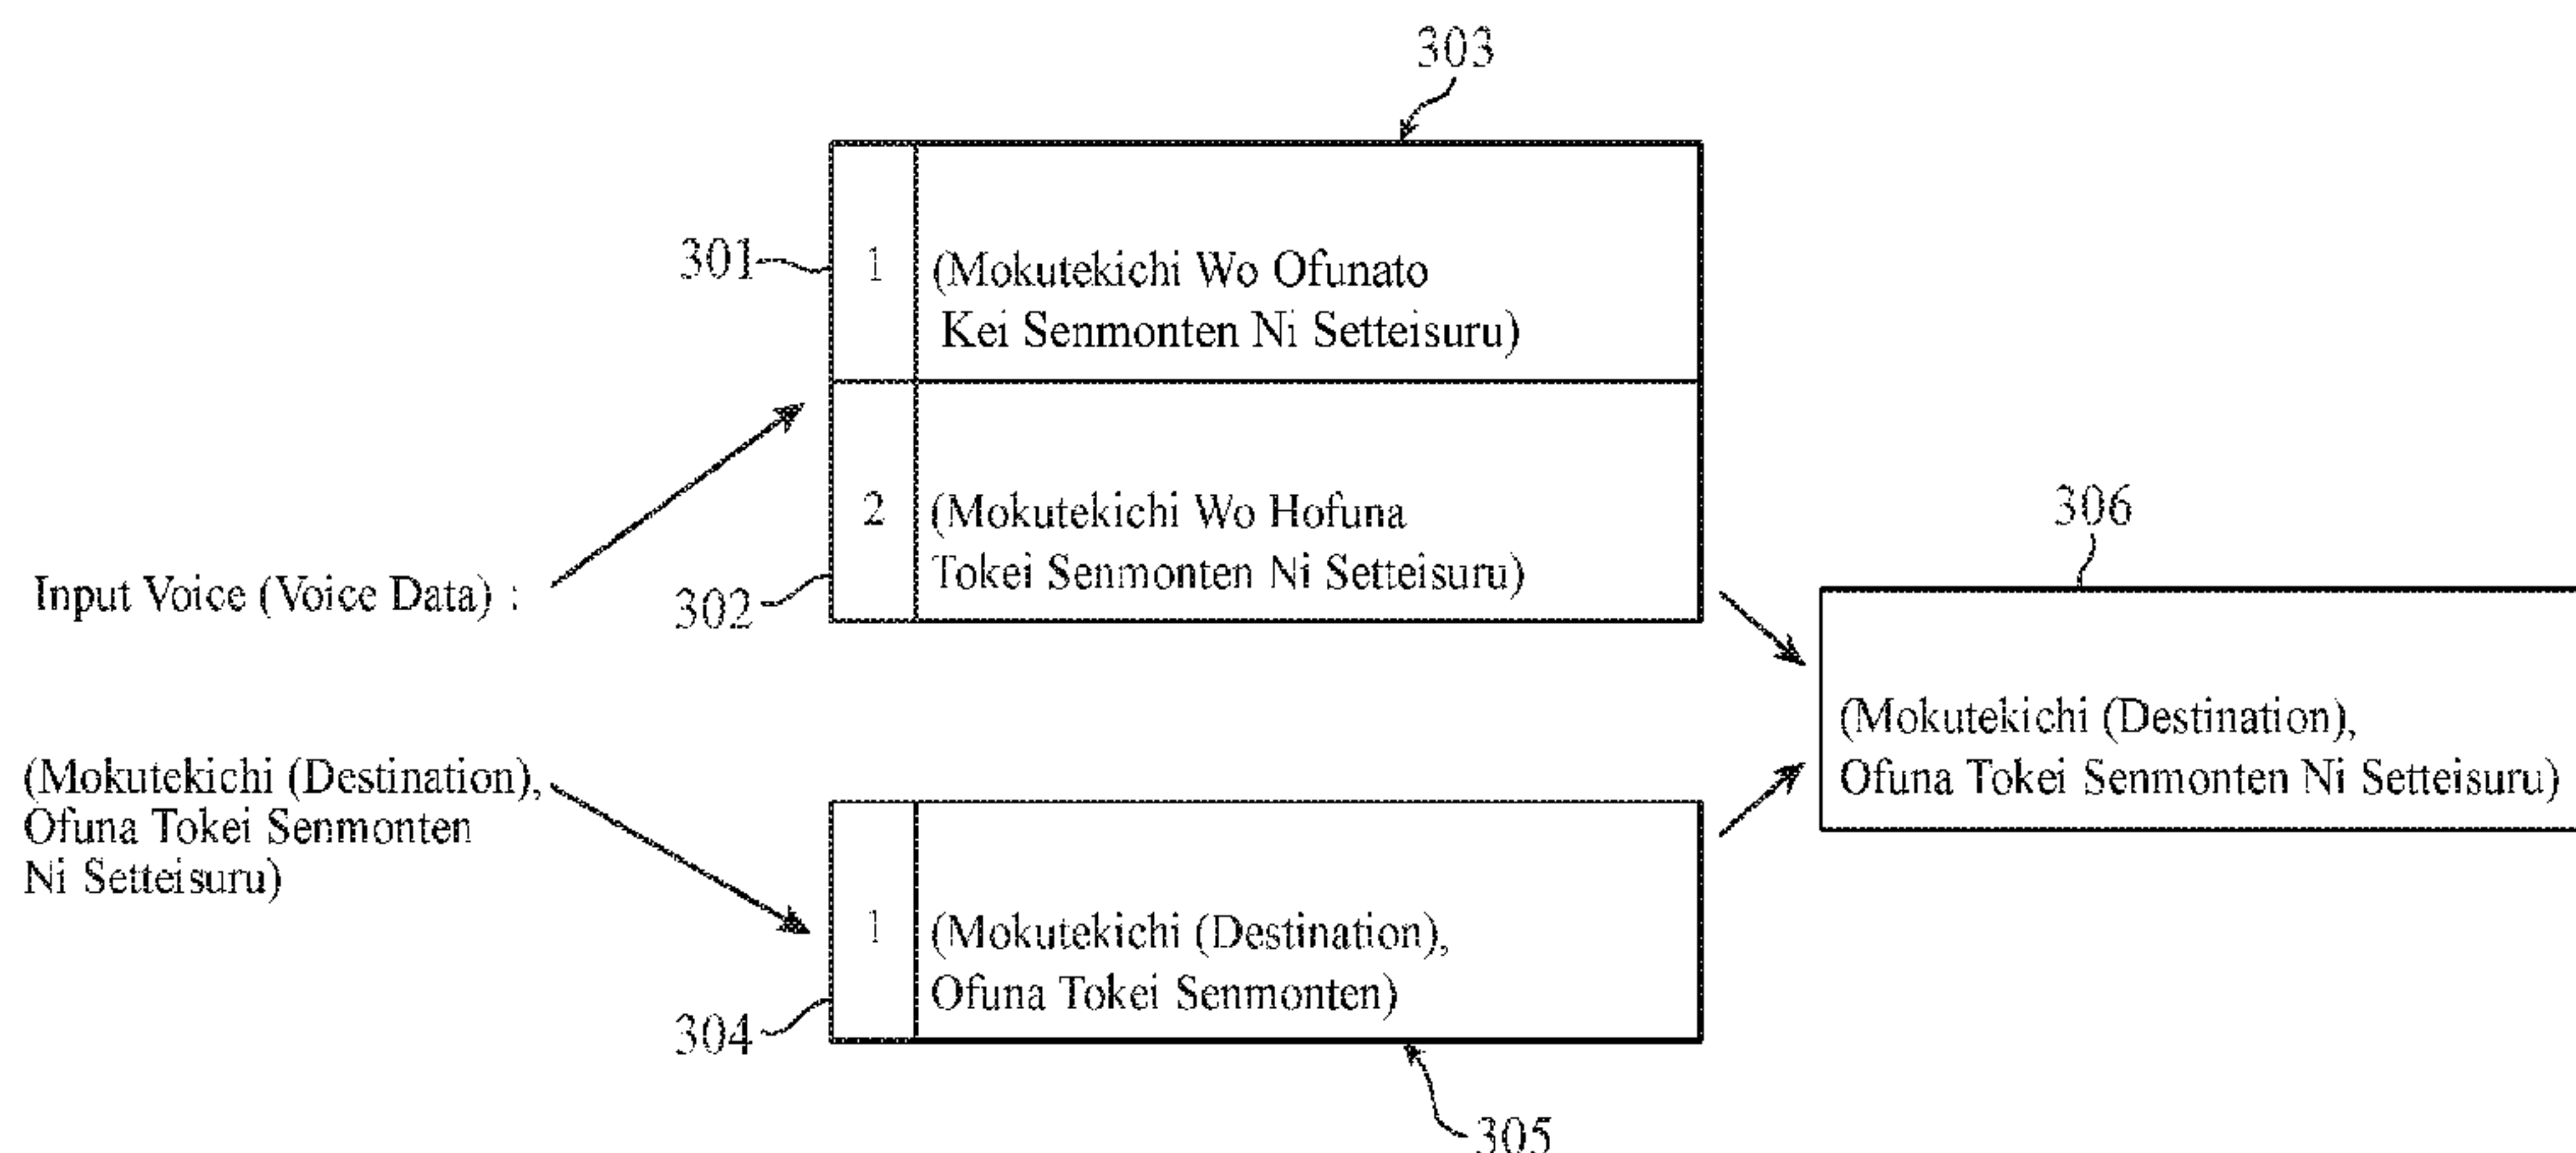 303
301
1
(Mokutekichi Wo Ofunato
Kei Senmonten Ni Setteisuru)
2
(Mokutekichi Wo Hofuna
Tokei Senmonten Ni Setteisuru)
302
306
Input Voice (Voice Data) :
(Mokutekichi (Destination),
Ofuna Tokei Senmonten
Ni Setteisuru)
(Mokutekichi (Destination),
Ofuna Tokei Senmonten Ni Setteisuru)
1
(Mokutekichi (Destination),
Ofuna Tokei Senmonten)
304
305